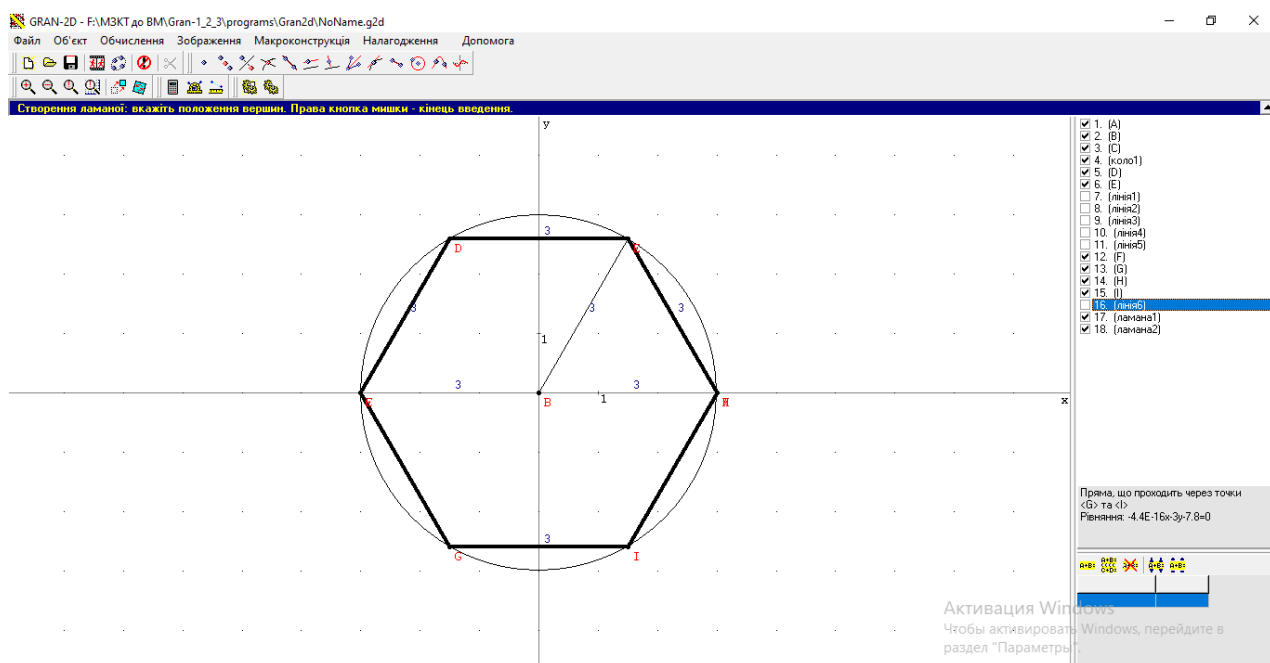 GRAN-2D - F:\МЗКТ до ВМ\Gran-1_2_3\programs\Gran2d\NoName.g2d
Файл Об'єкт Обчислення Зображення Макроконструкція Налагодження Допомога
Створення ламаної: вкажіть положення вершин. Права кнопка мишки - кінець введення.
y
1. (A)
2. (B)
3. (C)
4. (коло1)
5. (D)
6. (E)
7. (лінія1)
8. (лінія2)
9. (лінія3)
10. (лінія4)
11. (лінія5)
12. (F)
13. (G)
14. (H)
15. (I)
16. (лінія6)
17. (ламана1)
18. (ламана2)
3
D
3
3
3
1
3
3
B
1
x
3
G
I
Пряма, що проходить через точки
<G> та <I>
Рівняння: -4.4E-16x-3y-7.8=0
Активация Windows
Чтобы активировать Windows, перейдите в
раздел "Параметры".